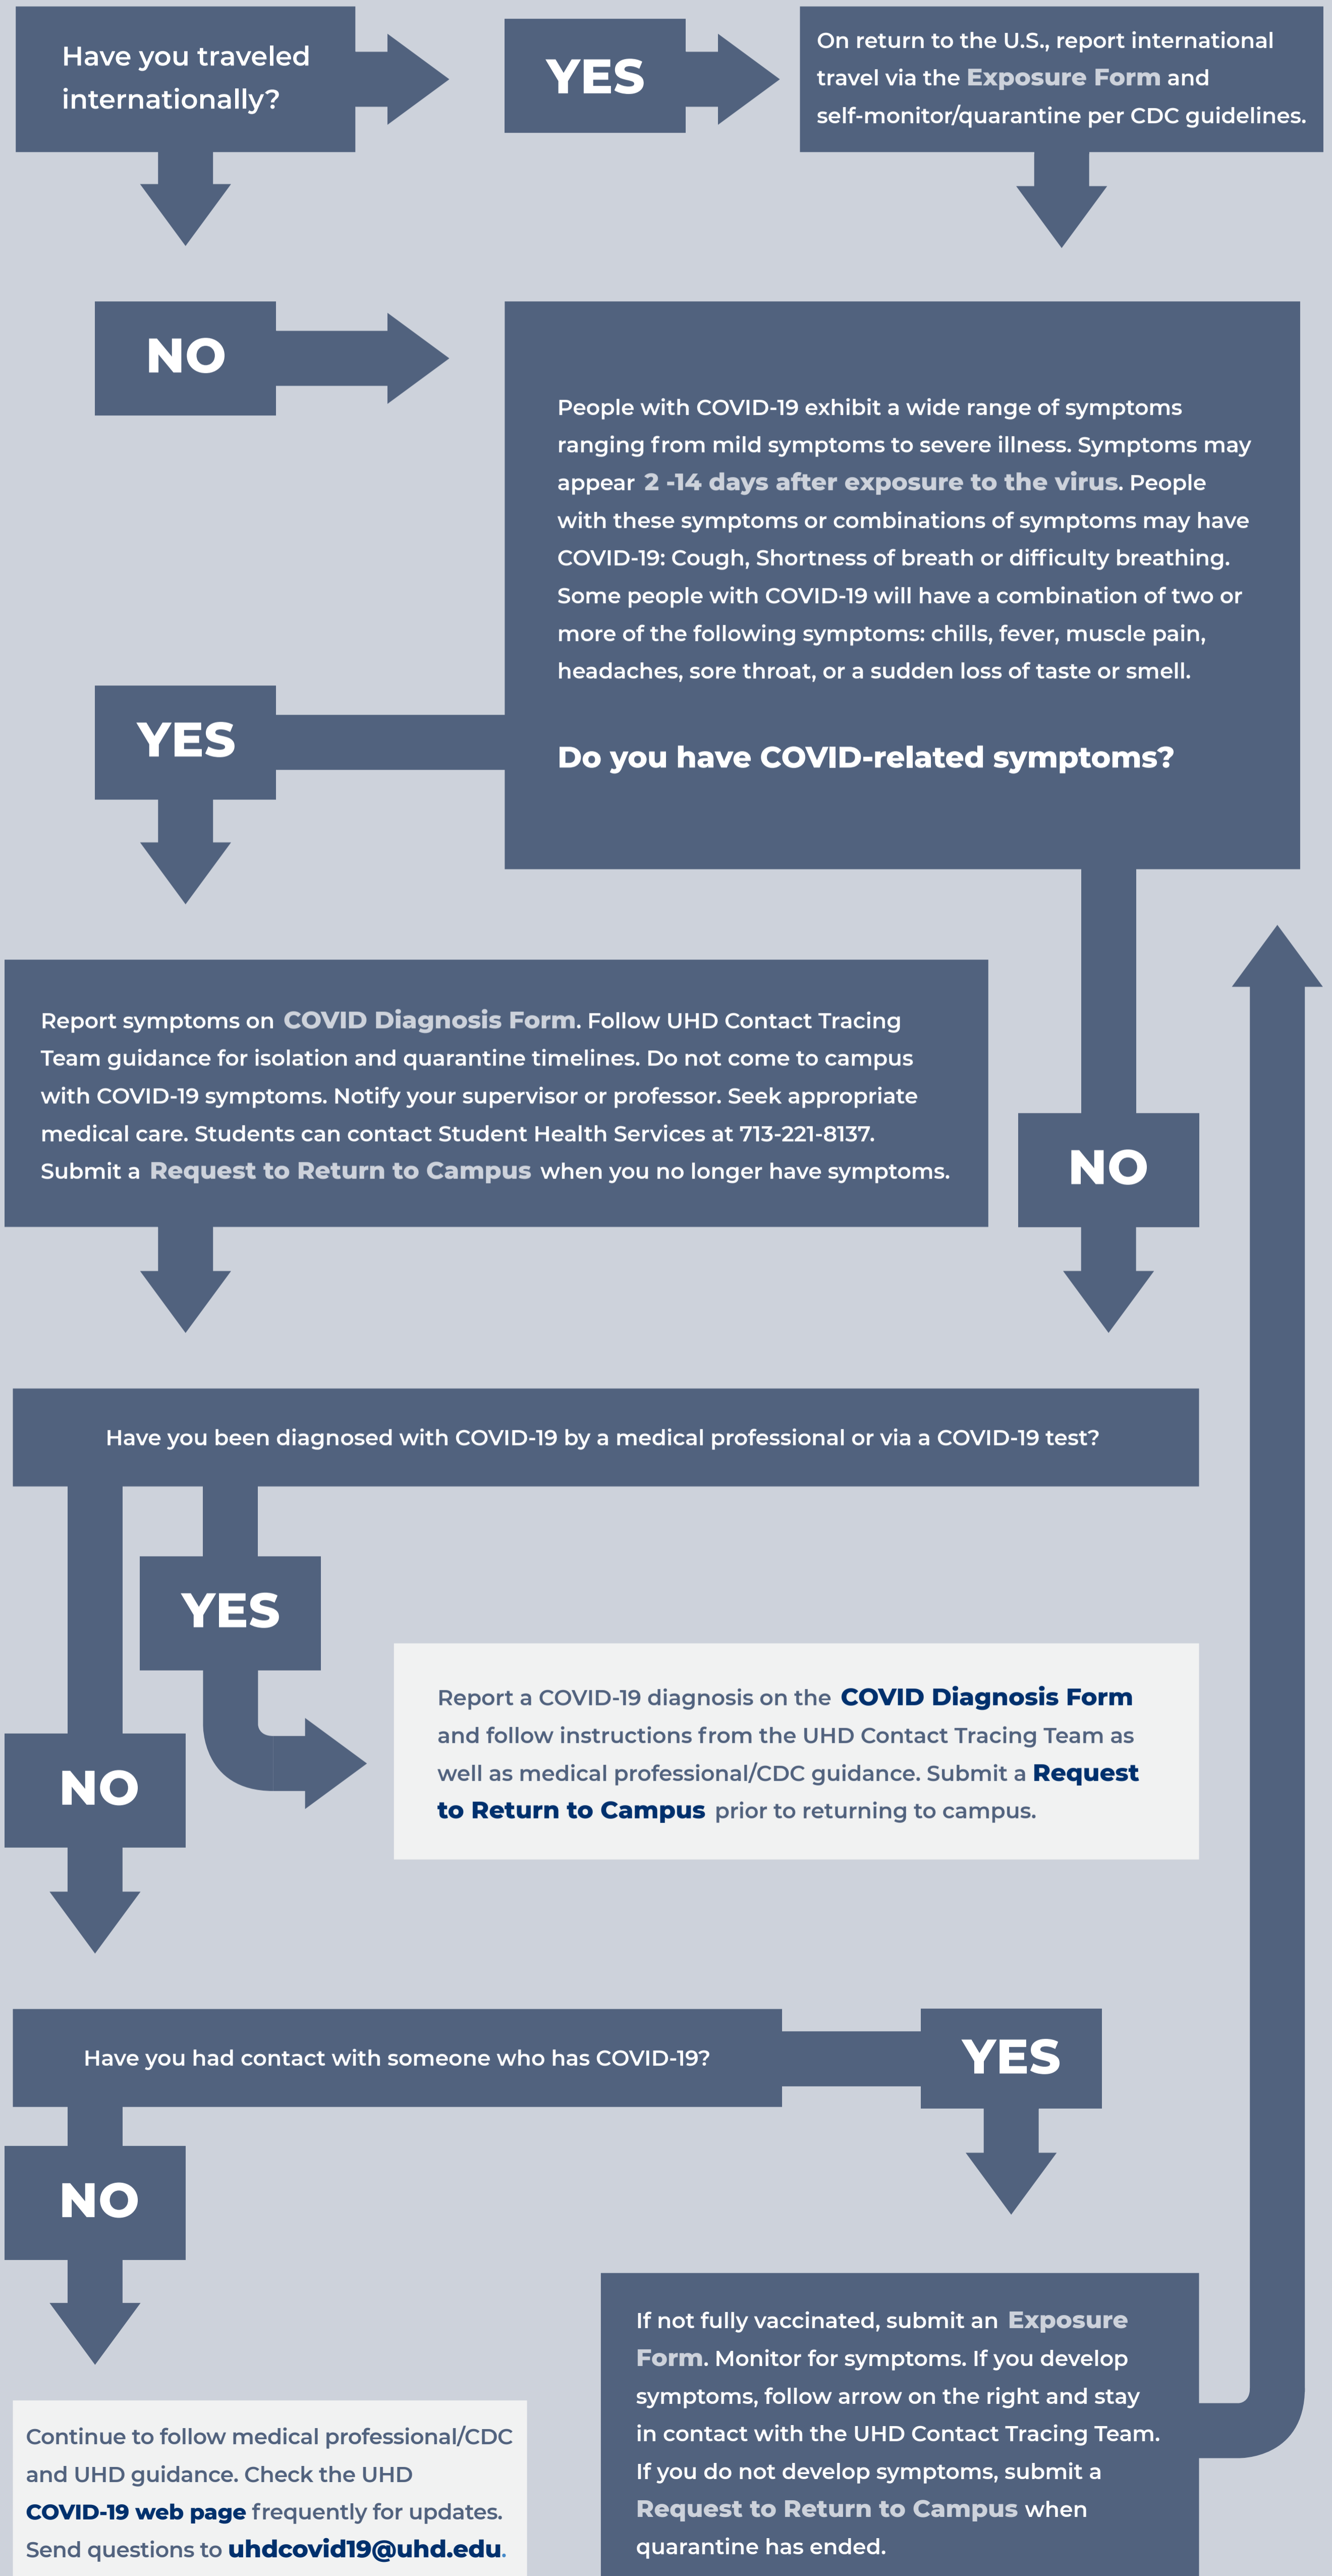 Have you traveled
internationally?
YES
On return to the U.S., report international
travel via the Exposure Form and
self-monitor/quarantine per CDC guidelines.
NO
People with COVID-19 exhibit a wide range of symptoms
ranging from mild symptoms to severe illness. Symptoms may
appear 2 -14 days after exposure to the virus. People
with these symptoms or combinations of symptoms may have
COVID-19: Cough, Shortness of breath or difficulty breathing.
Some people with COVID-19 will have a combination of two or
more of the following symptoms: chills, fever, muscle pain,
headaches, sore throat, or a sudden loss of taste or smell.
Do you have COVID-related symptoms?
YES
Report symptoms on COVID Diagnosis Form. Follow UHD Contact Tracing
Team guidance for isolation and quarantine timelines. Do not come to campus
with COVID-19 symptoms. Notify your supervisor or professor. Seek appropriate
medical care. Students can contact Student Health Services at 713-221-8137.
Submit a Request to Return to Campus when you no longer have symptoms.
NO
Have you been diagnosed with COVID-19 by a medical professional or via a COVID-19 test?
YES
Report a COVID-19 diagnosis on the COVID Diagnosis Form
and follow instructions from the UHD Contact Tracing Team as
well as medical professional/CDC guidance. Submit a Request
to Return to Campus prior to returning to campus.
NO
Have you had contact with someone who has COVID-19?
YES
NO
If not fully vaccinated, submit an Exposure
Form. Monitor for symptoms. If you develop
symptoms, follow arrow on the right and stay
in contact with the UHD Contact Tracing Team.
If you do not develop symptoms, submit a
Request to Return to Campus when
quarantine has ended.
Continue to follow medical professional/CDC
and UHD guidance. Check the UHD
COVID-19 web page frequently for updates.
Send questions to uhdcovid19@uhd.edu.